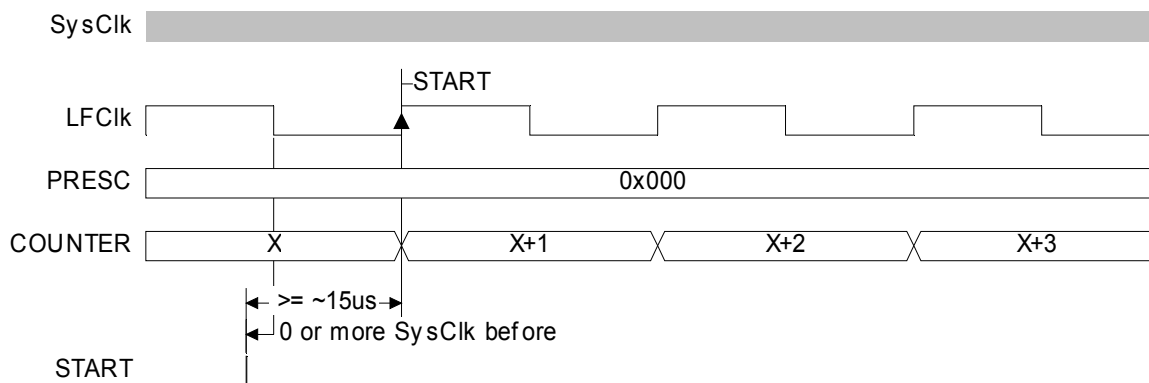 SysClk
START
LFClk
PRESC 0x000
COUNTER X X+1 X+2 X+3
>= ~15us
0 or more SysClk before
START